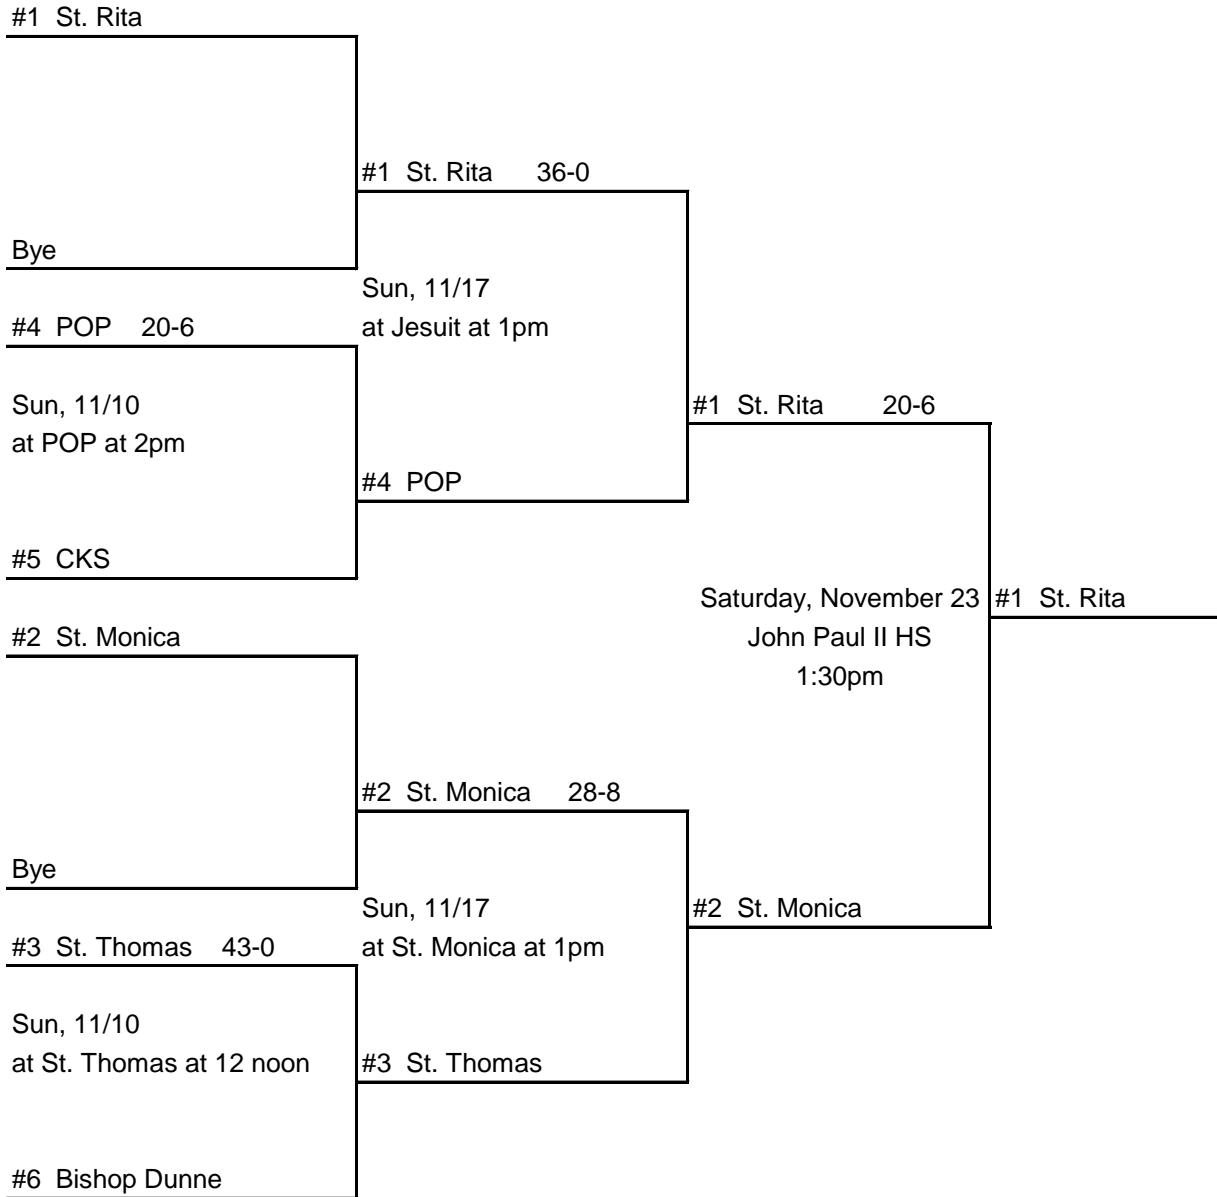 #1 St. Rita
#1 St. Rita 36-0
Bye
Sun, 11/17
#4 POP 20-6
at Jesuit at 1pm
Sun, 11/10
#1 St. Rita 20-6
at POP at 2pm
#4 POP
#5 CKS
Saturday, November 23
#1 St. Rita
#2 St. Monica
John Paul II HS
1:30pm
#2 St. Monica 28-8
Bye
Sun, 11/17
#2 St. Monica
#3 St. Thomas 43-0
at St. Monica at 1pm
Sun, 11/10
at St. Thomas at 12 noon
#3 St. Thomas
#6 Bishop Dunne